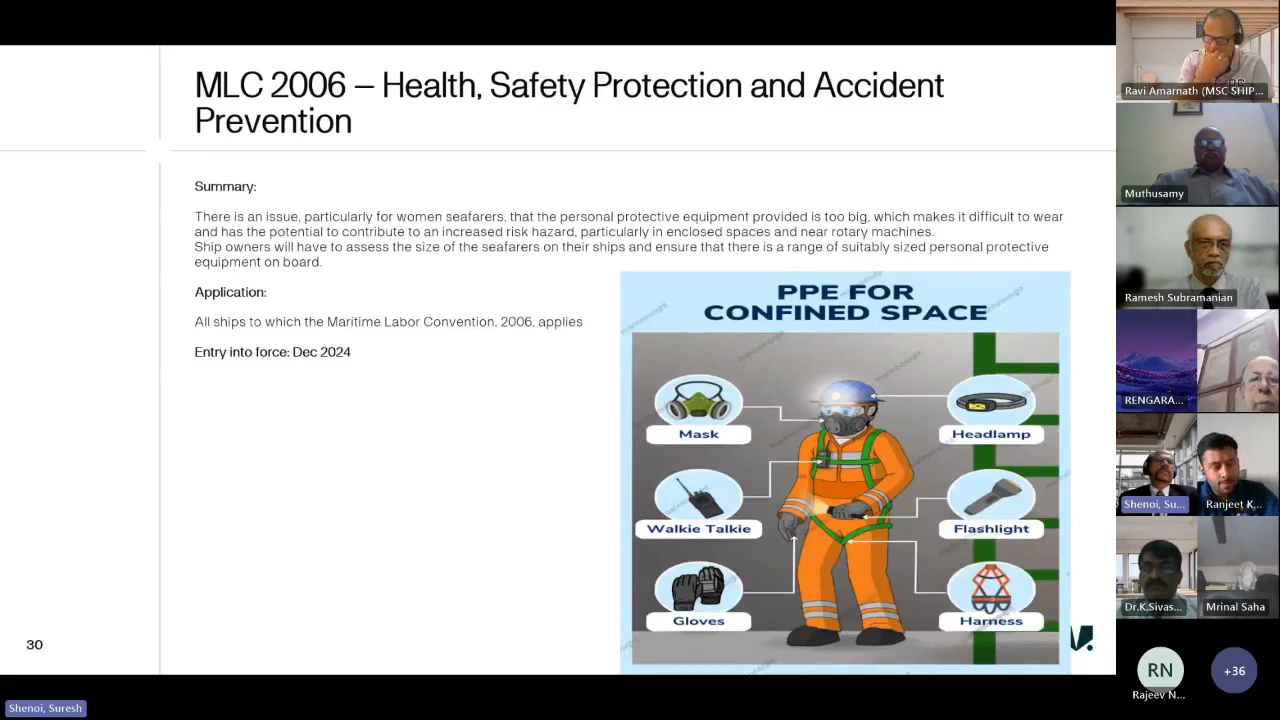 MLC 2006 – Health, Safety Protection and Accident
Prevention
Summary:
There is an issue, particularly for women seafarers, that the personal protective equipment provided is too big, which makes it difficult to wear
and has the potential to contribute to an increased risk hazard, particularly in enclosed spaces and near rotary machines.
Ship owners will have to assess the size of the seafarers on their ships and ensure that there is a range of suitably sized personal protective
equipment on board.
Application:
All ships to which the Maritime Labor Convention, 2006, applies
Entry into force: Dec 2024
PPE FOR
CONFINED SPACE
Mask
Headlamp
Walkie Talkie
Flashlight
Gloves
Harness
30
Shenoi, Suresh
Ravi Amarnath (MSC SHIP...
Muthusamy
Ramesh Subramanian
RENGARA...
Shenoi, Su...
Ranjeet K...
Dr.K.Sivas...
Mrinal Saha
RN
Rajeev N...
+36